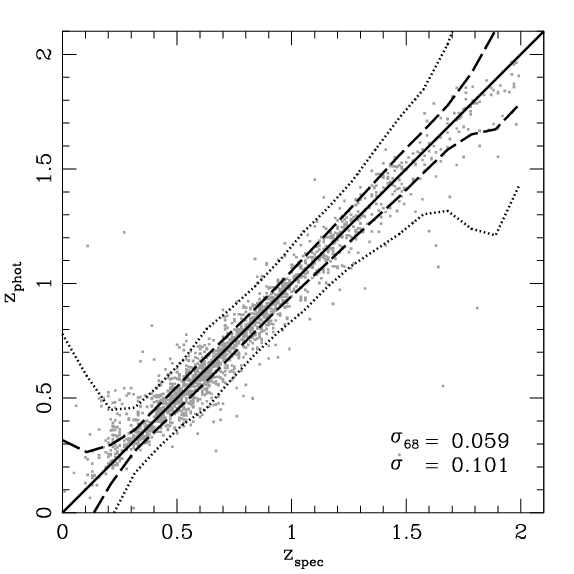 2
1.5
z_phot
1
0.5
σ_68 = 0.059
σ = 0.101
0
0 0.5 1 1.5 2
z_spec